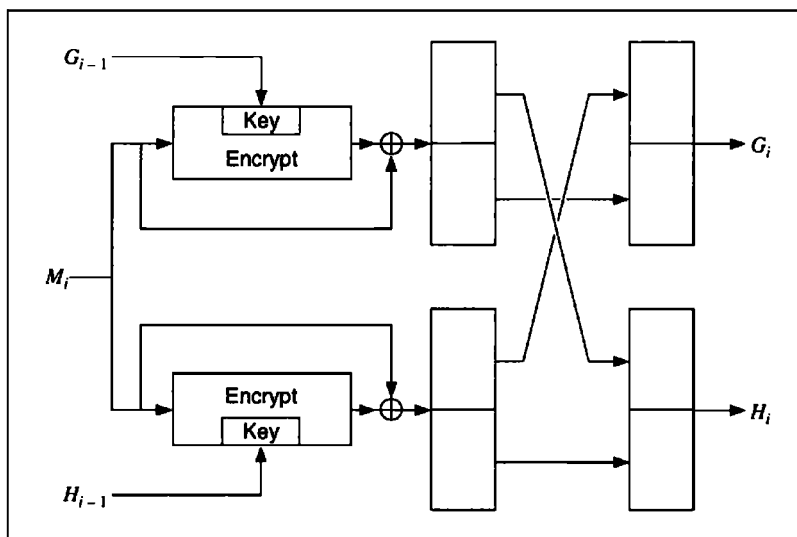 G_{i-1}
Key
Encrypt
G_i
M_i
Encrypt
Key
H_i
H_{i-1}